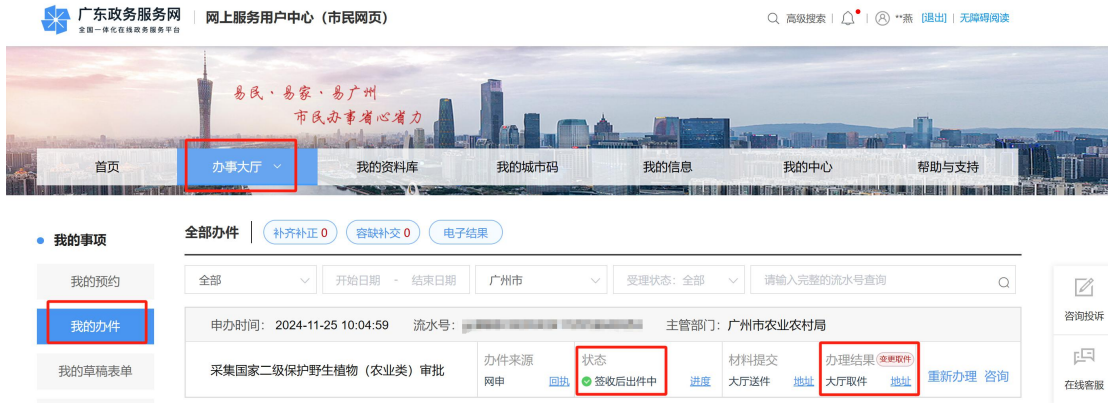 广东政务服务网
全国一体化在线政务服务平台
网上服务用户中心（市民网页）
高级搜索
**燕 [退出] 无障碍阅读
易民·易家·易广州
市民办事省心省力
首页 办事大厅 我的资料库 我的城市码 我的信息 我的中心 帮助与支持
我的事项
我的预约
我的办件
我的草稿表单
全部办件 补齐补正 0 容缺补交 0 电子结果
全部 开始日期 - 结束日期 广州市 受理状态：全部 请输入完整的流水号查询
申办时间： 2024-11-25 10:04:59 流水号： 主管部门：广州市农业农村局
采集国家二级保护野生植物（农业类）审批
办件来源
网申 回执
状态
签收后出件中 进度
材料提交
大厅送件 地址
办理结果 变更取件
大厅取件 地址
重新办理 咨询
咨询投诉
在线客服